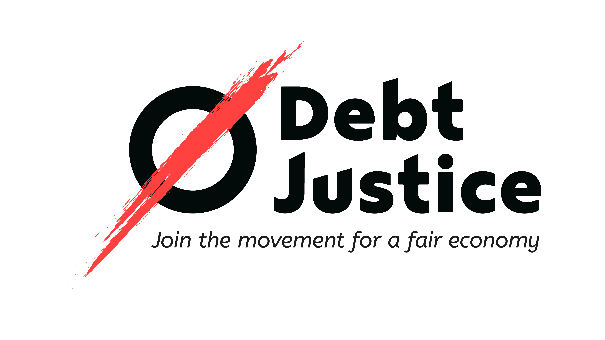 Debt
Justice
Join the movement for a fair economy